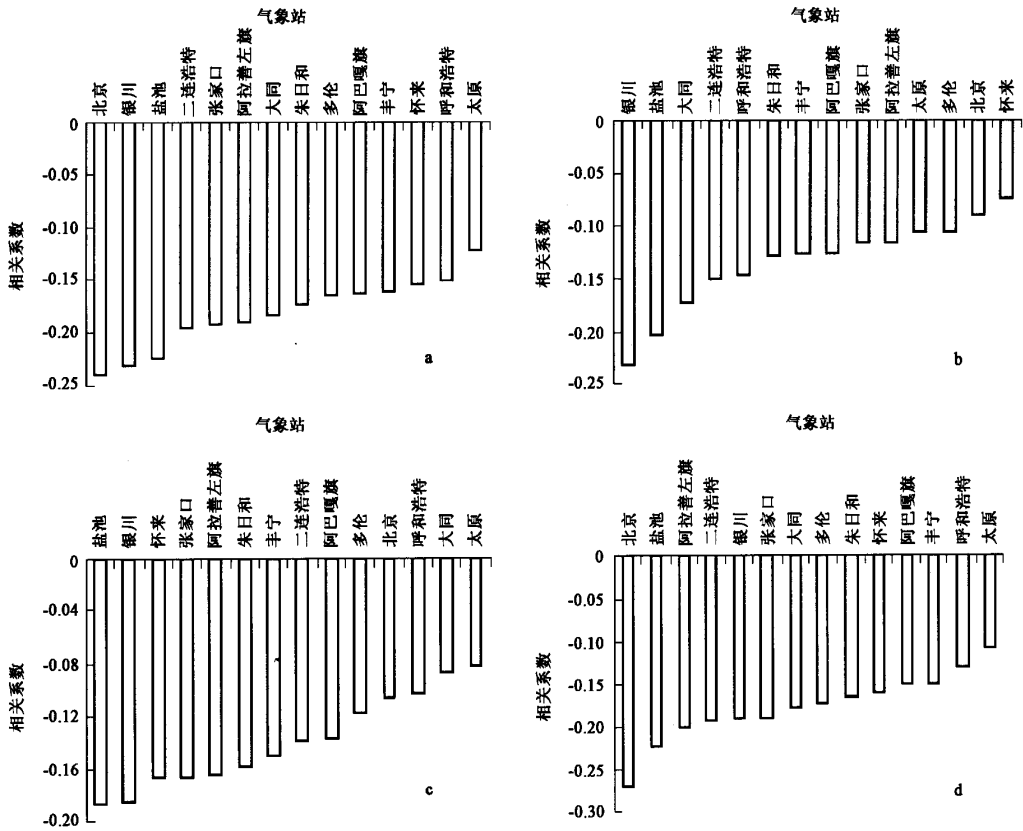 气象站
北京 银川 盐池 二连浩特 张家口 阿拉善左旗 大同 朱日和 多伦 阿巴嘎旗 丰宁 怀来 呼和浩特 太原
0
-0.05
-0.10
-0.15
-0.20
-0.25
相关系数
a
气象站
银川 盐池 大同 二连浩特 呼和浩特 朱日和 丰宁 阿巴嘎旗 张家口 阿拉善左旗 太原 多伦 北京 怀来
0
-0.05
-0.10
-0.15
-0.20
-0.25
相关系数
b
气象站
盐池 银川 怀来 张家口 阿拉善左旗 朱日和 丰宁 二连浩特 阿巴嘎旗 多伦 北京 呼和浩特 大同 太原
0
-0.04
-0.08
-0.12
-0.16
-0.20
相关系数
c
气象站
北京 盐池 阿拉善左旗 二连浩特 银川 张家口 大同 多伦 朱日和 怀来 阿巴嘎旗 丰宁 呼和浩特 太原
0
-0.05
-0.10
-0.15
-0.20
-0.25
-0.30
相关系数
d